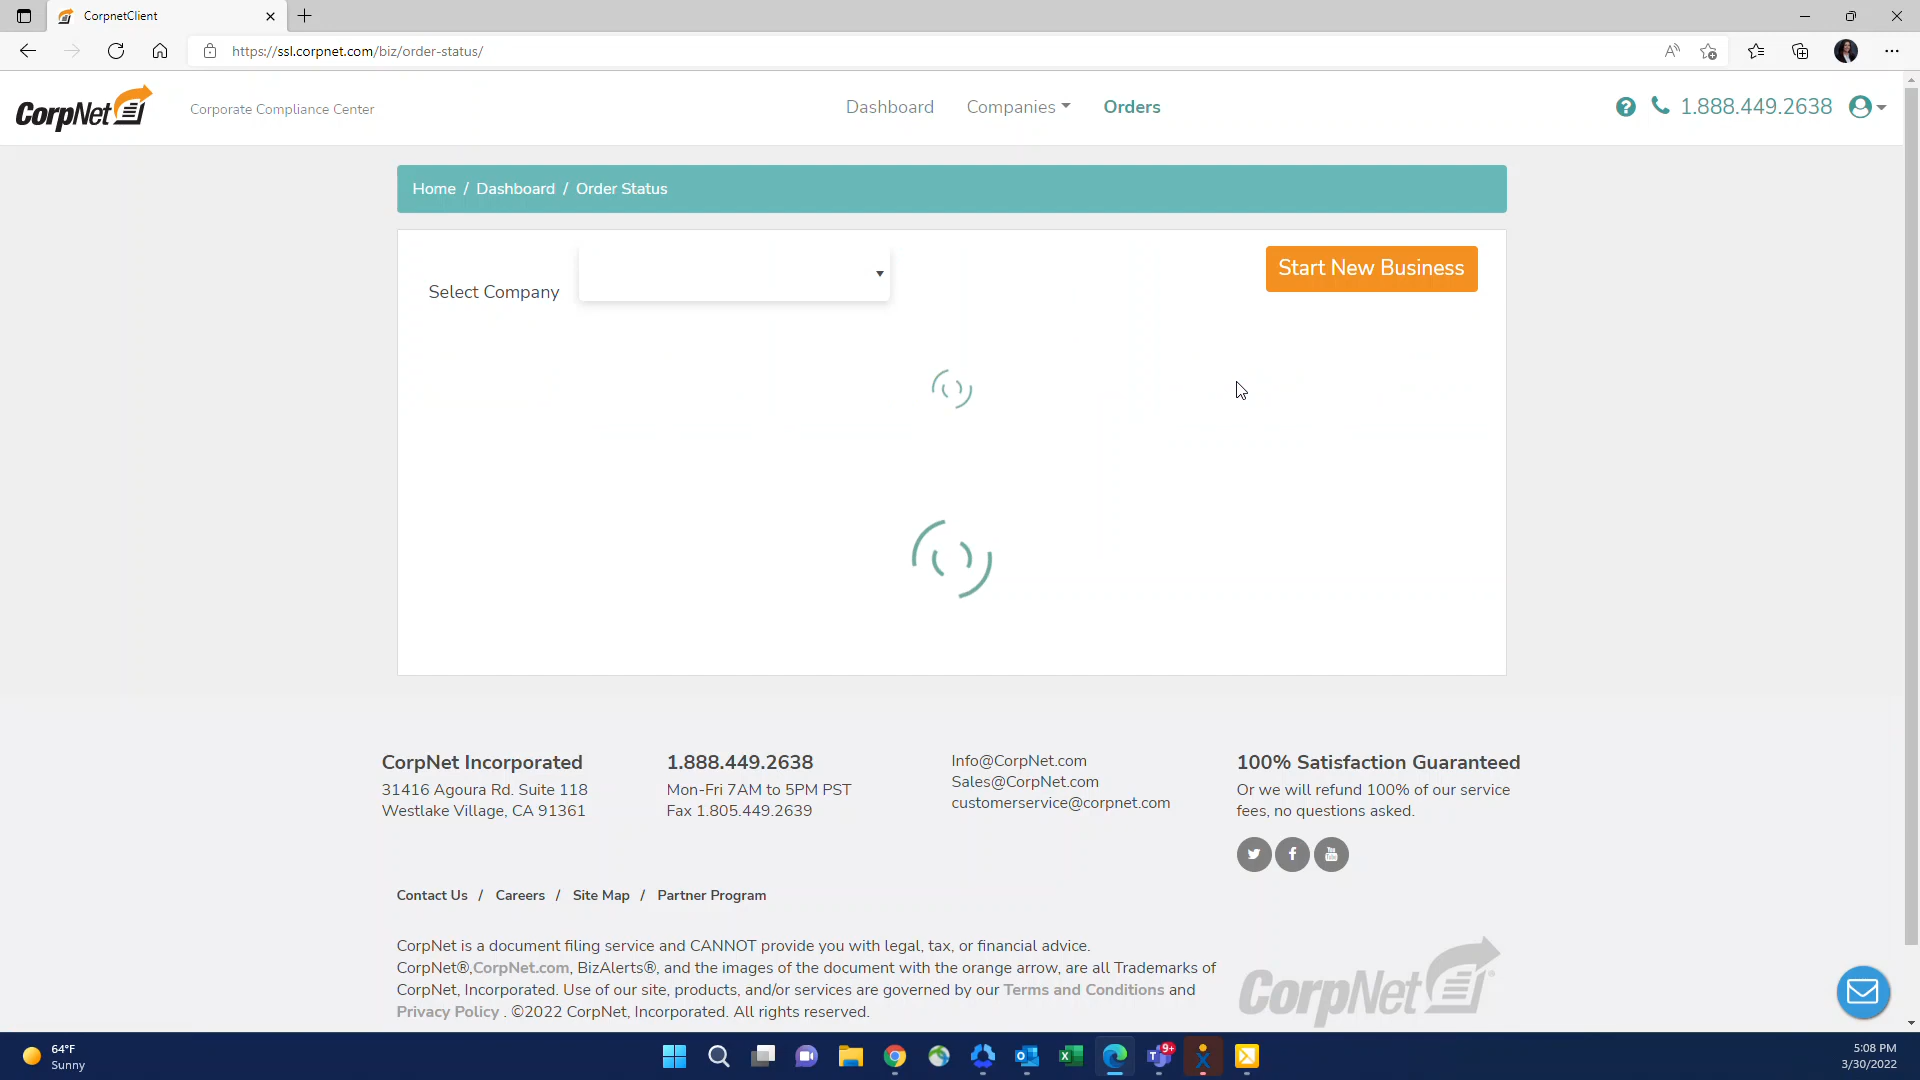 CorpnetClient
https://ssl.corpnet.com/biz/order-status/
CorpNet
Corporate Compliance Center
Dashboard
Companies
Orders
1.888.449.2638
Home / Dashboard / Order Status
Select Company
Start New Business
CorpNet Incorporated
31416 Agoura Rd. Suite 118
Westlake Village, CA 91361
1.888.449.2638
Mon-Fri 7AM to 5PM PST
Fax 1.805.449.2639
Info@CorpNet.com
Sales@CorpNet.com
customerservice@corpnet.com
100% Satisfaction Guaranteed
Or we will refund 100% of our service
fees, no questions asked.
Contact Us / Careers / Site Map / Partner Program
CorpNet is a document filing service and CANNOT provide you with legal, tax, or financial advice.
CorpNet®,CorpNet.com, BizAlerts®, and the images of the document with the orange arrow, are all Trademarks of
CorpNet, Incorporated. Use of our site, products, and/or services are governed by our Terms and Conditions and
Privacy Policy . ©2022 CorpNet, Incorporated. All rights reserved.
CorpNet
64°F
Sunny
9+
5:08 PM
3/30/2022